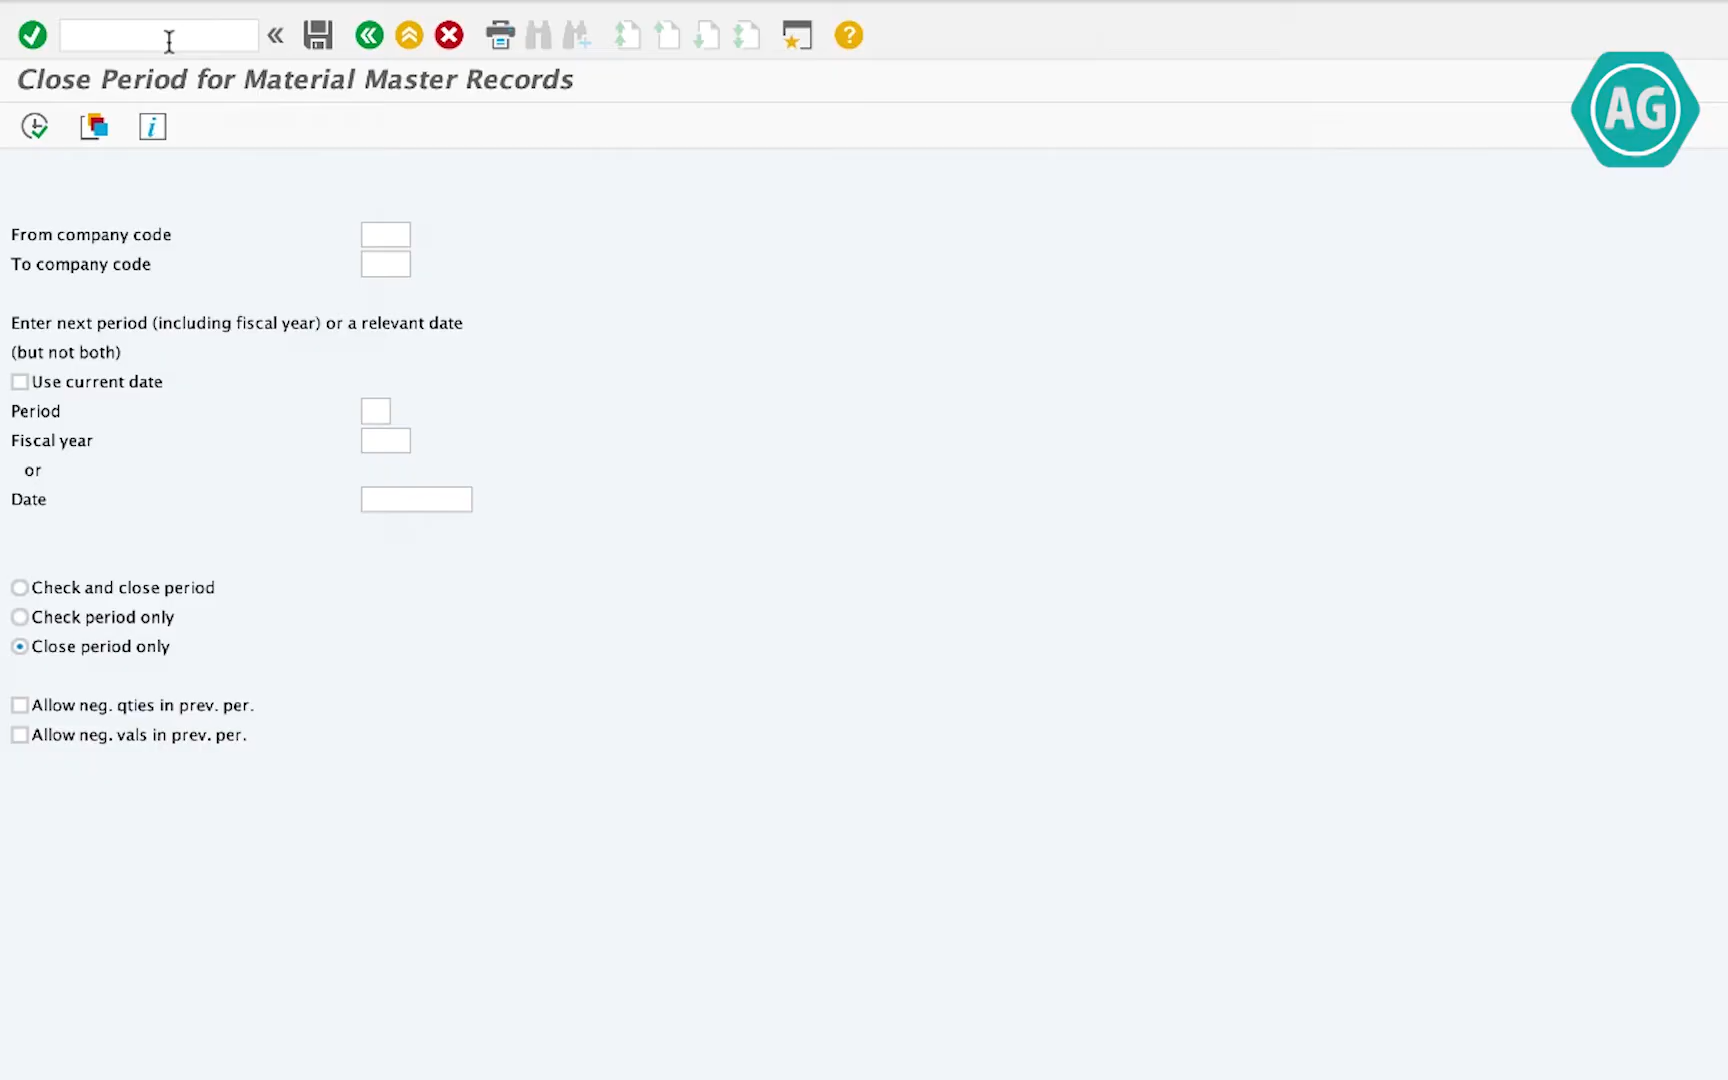 Close Period for Material Master Records
AG
i
From company code
To company code
Enter next period (including fiscal year) or a relevant date
(but not both)
Use current date
Period
Fiscal year
or
Date
Check and close period
Check period only
Close period only
Allow neg. qties in prev. per.
Allow neg. vals in prev. per.